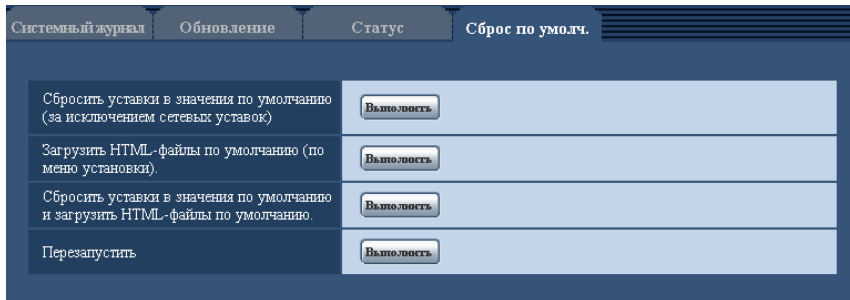 Системный журнал Обновление Статус Сброс по умолч.
Сбросить уставки в значения по умолчанию
(за исключением сетевых уставок)
Выполнить
Загрузить HTML-файлы по умолчанию (по
меню установки).
Выполнить
Сбросить уставки в значения по умолчанию
и загрузить HTML-файлы по умолчанию.
Выполнить
Перезапустить
Выполнить